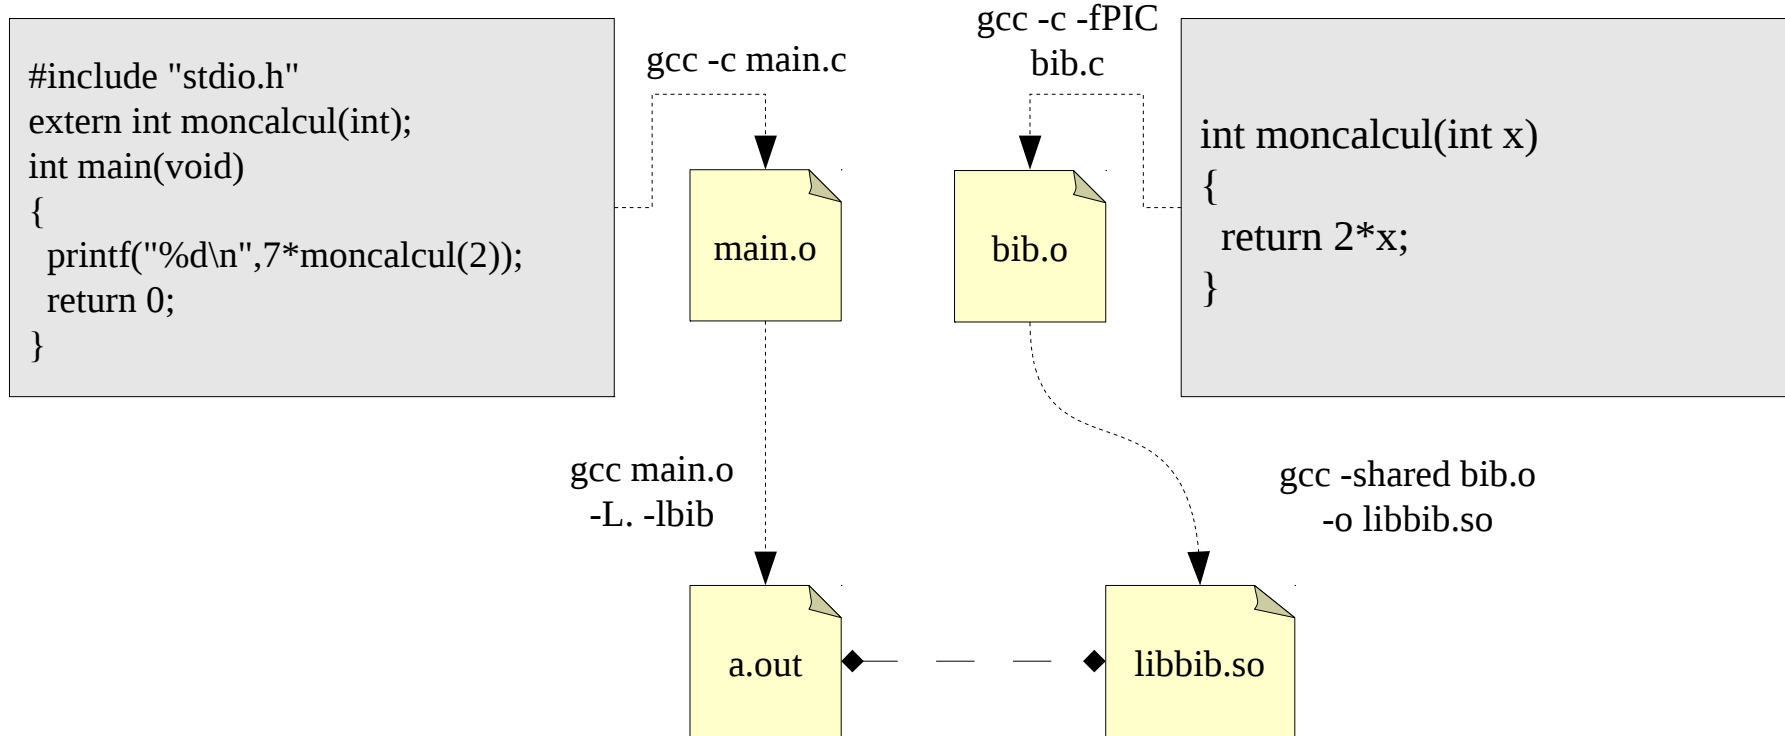 #include "stdio.h"
extern int moncalcul(int);
int main(void)
{
  printf("%d\n",7*moncalcul(2));
  return 0;
}
gcc -c main.c
main.o
gcc -c -fPIC
bib.c
bib.o
int moncalcul(int x)
{
  return 2*x;
}
gcc main.o
-L. -lbib
gcc -shared bib.o
-o libbib.so
a.out
libbib.so